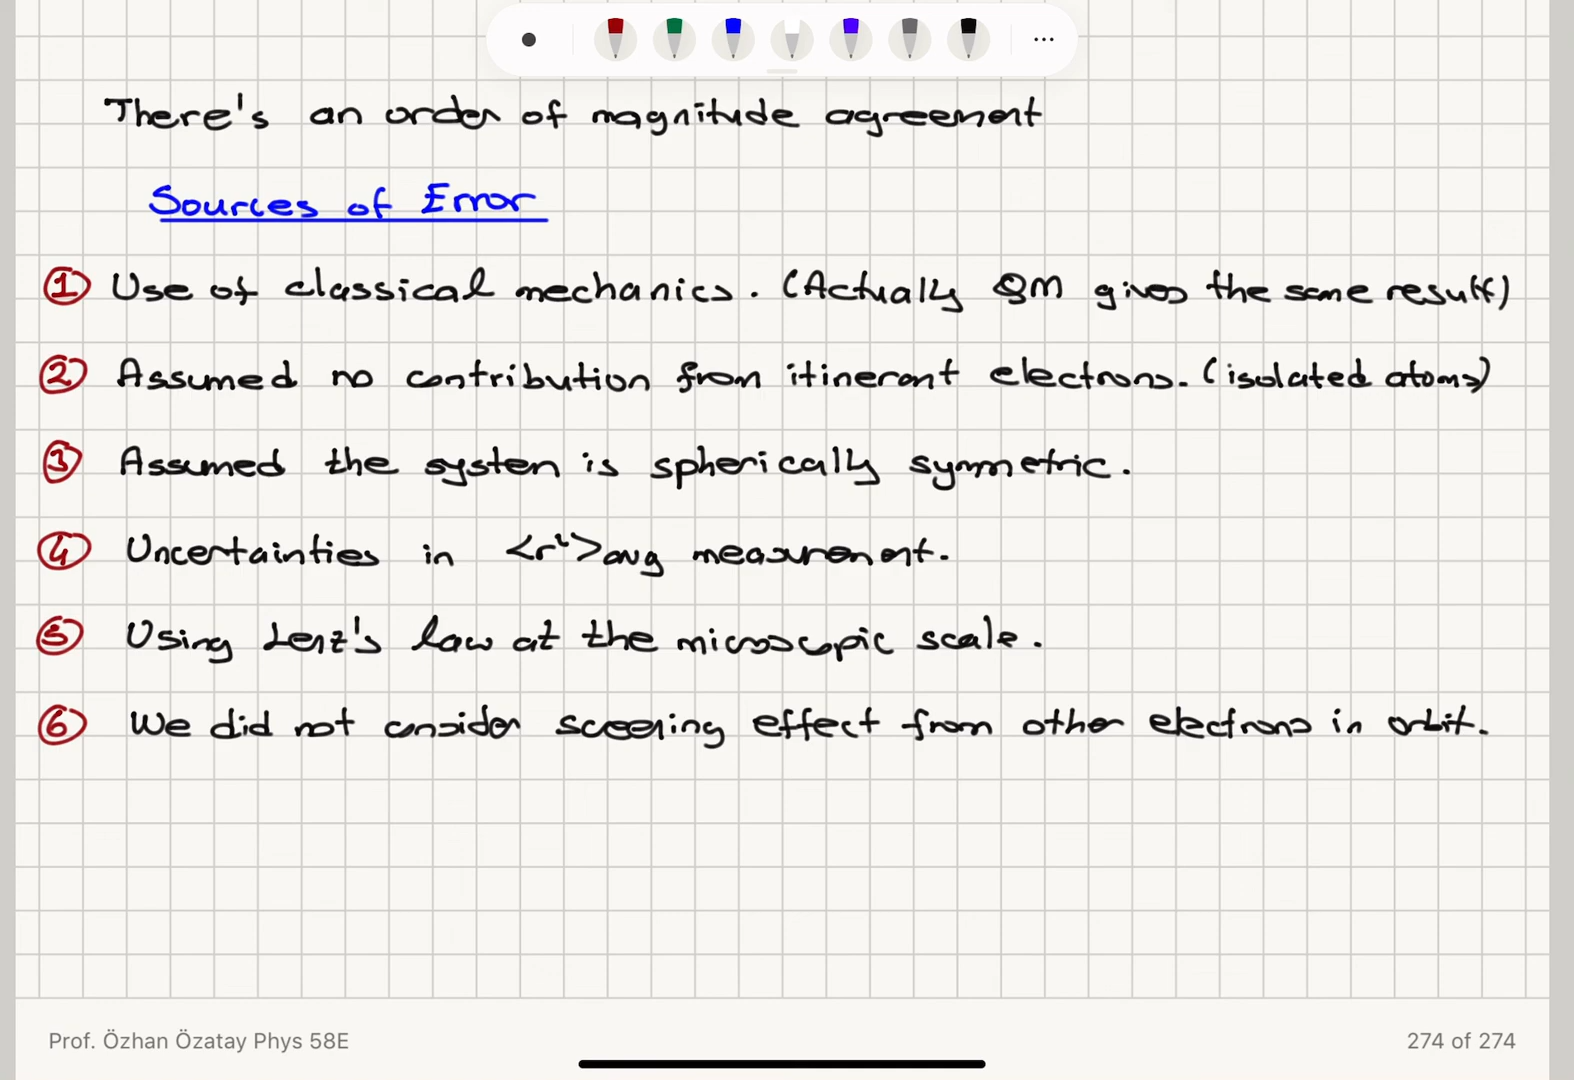 There's an order of magnitude agreement
Sources of Error
1 Use of classical mechanics. (Actually QM gives the same result)
2 Assumed no contribution from itinerant electrons. (isolated atoms)
3 Assumed the system is spherically symmetric.
4 Uncertainties in <r²>avg measurement.
5 Using Lenz's law at the microscopic scale.
6 We did not consider screening effect from other electrons in orbit.
Prof. Özhan Özatay Phys 58E
274 of 274